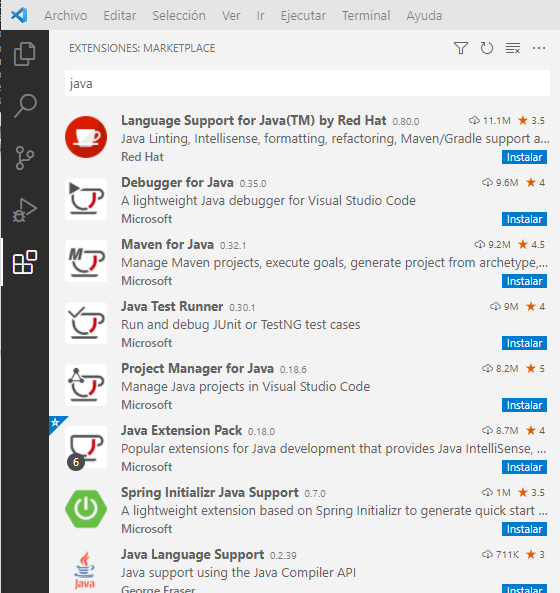 Archivo Editar Selección Ver Ir Ejecutar Terminal Ayuda
EXTENSIONES: MARKETPLACE
java
Language Support for Java(TM) by Red Hat 0.80.0 11.1M ★ 3.5
Java Linting, Intellisense, formatting, refactoring, Maven/Gradle support a...
Red Hat Instalar
Debugger for Java 0.35.0 9.6M ★ 4
A lightweight Java debugger for Visual Studio Code
Microsoft Instalar
M
Maven for Java 0.32.1 9.2M ★ 4.5
Manage Maven projects, execute goals, generate project from archetype,...
Microsoft Instalar
Java Test Runner 0.30.1 9M ★ 4
Run and debug JUnit or TestNG test cases
Microsoft Instalar
Project Manager for Java 0.18.6 8.2M ★ 5
Manage Java projects in Visual Studio Code
Microsoft Instalar
Java Extension Pack 0.18.0 8.7M ★ 4
Popular extensions for Java development that provides Java IntelliSense, ...
6
Microsoft Instalar
Spring Initializr Java Support 0.7.0 1M ★ 3.5
A lightweight extension based on Spring Initializr to generate quick start ...
Microsoft Instalar
Java Language Support 0.2.39 711K ★ 3
Java support using the Java Compiler API
Java
George Fraser Instalar